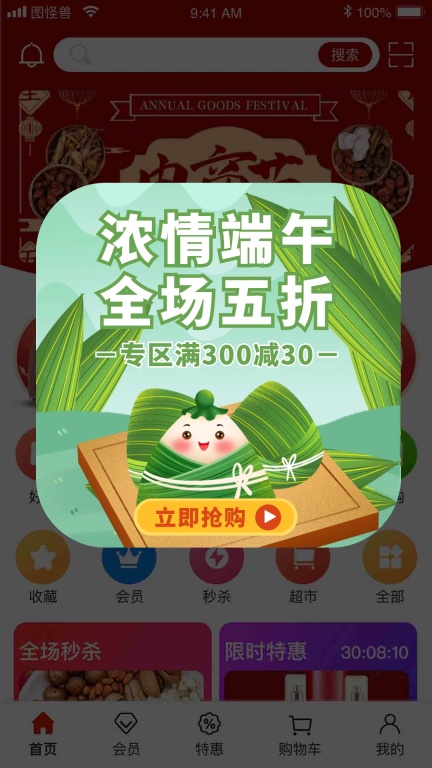 图怪兽
9:41 AM
100%
搜索
ANNUAL GOODS FESTIVAL
浓情端午
全场五折
专区满300减30
立即抢购
收藏
会员
秒杀
超市
全部
全场秒杀
限时特惠
30:08:10
首页
会员
特惠
购物车
我的